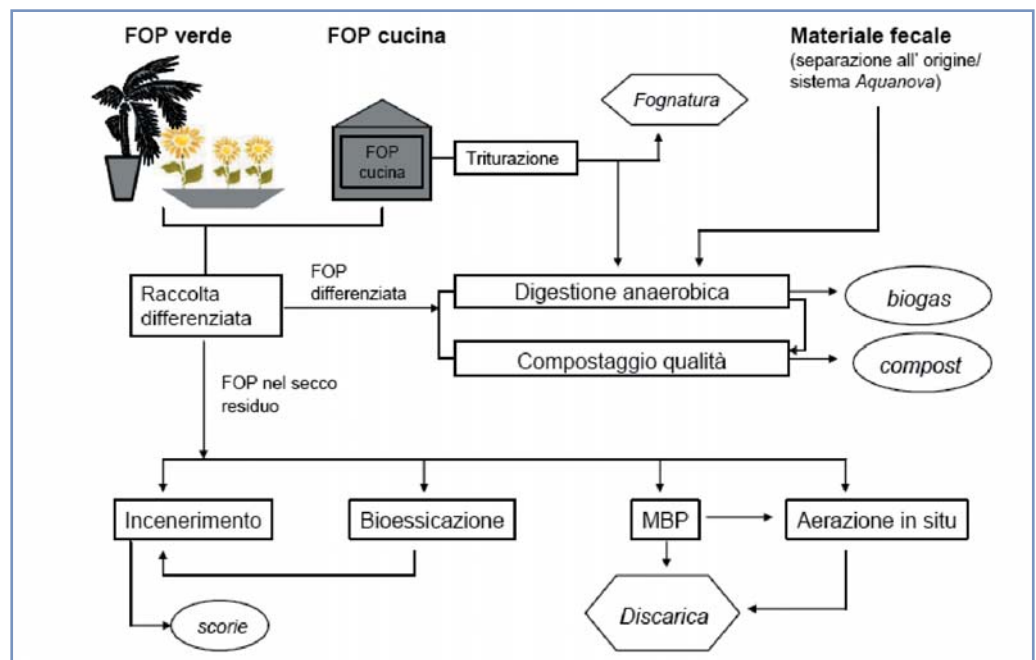 FOP verde
FOP cucina
Materiale fecale
(separazione all' origine/
sistema Aquanova)
Fognatura
FOP
cucina
Triturazione
Raccolta
differenziata
FOP
differenziata
Digestione anaerobica
biogas
Compostaggio qualità
compost
FOP nel secco
residuo
Incenerimento
Bioessicazione
MBP
Aerazione in situ
scorie
Discarica